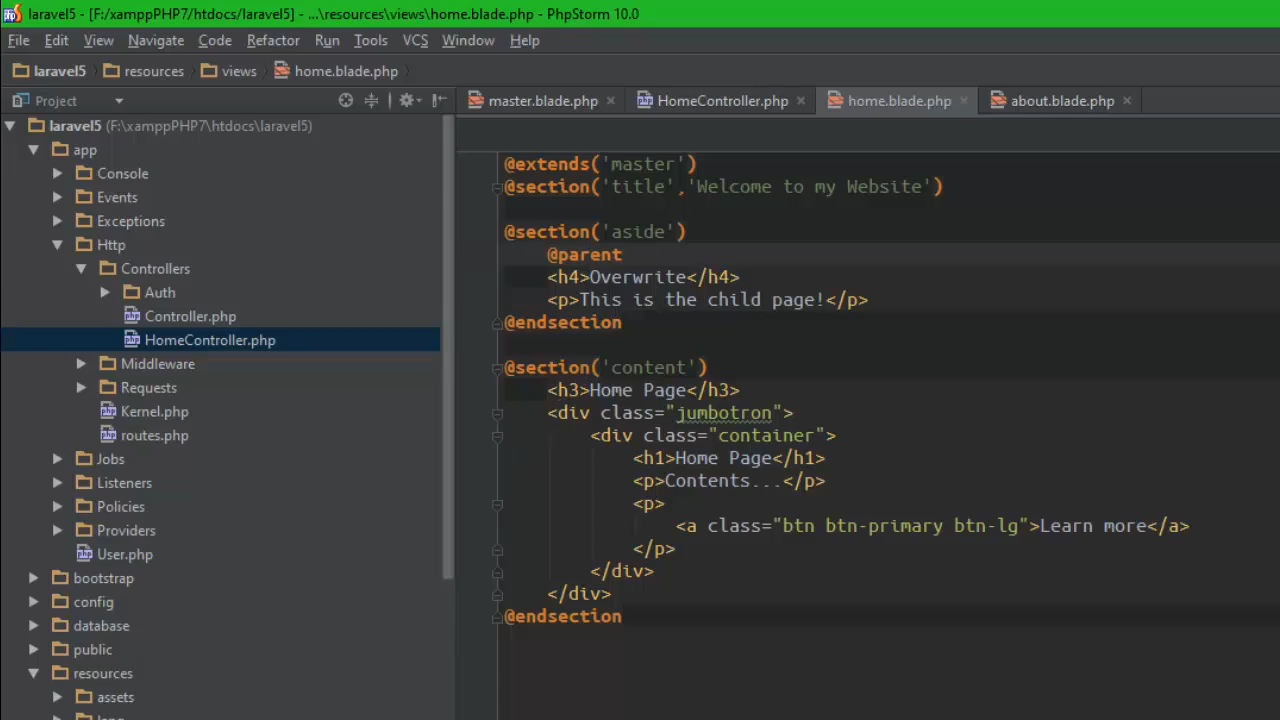 laravel5 - [F:/xamppPHP7/htdocs/laravel5] - ...\resources\views\home.blade.php - PhpStorm 10.0
File Edit View Navigate Code Refactor Run Tools VCS Window Help
laravel5 resources views home.blade.php
Project
master.blade.php HomeController.php home.blade.php about.blade.php
laravel5 (F:\xamppPHP7\htdocs\laravel5)
app
Console
Events
Exceptions
Http
Controllers
Auth
Controller.php
HomeController.php
Middleware
Requests
Kernel.php
routes.php
Jobs
Listeners
Policies
Providers
User.php
bootstrap
config
database
public
resources
assets
@extends('master')
@section('title','Welcome to my Website')
@section('aside')
@parent
<h4>Overwrite</h4>
<p>This is the child page!</p>
@endsection
@section('content')
<h3>Home Page</h3>
<div class="jumbotron">
<div class="container">
<h1>Home Page</h1>
<p>Contents...</p>
<p>
<a class="btn btn-primary btn-lg">Learn more</a>
</p>
</div>
</div>
@endsection